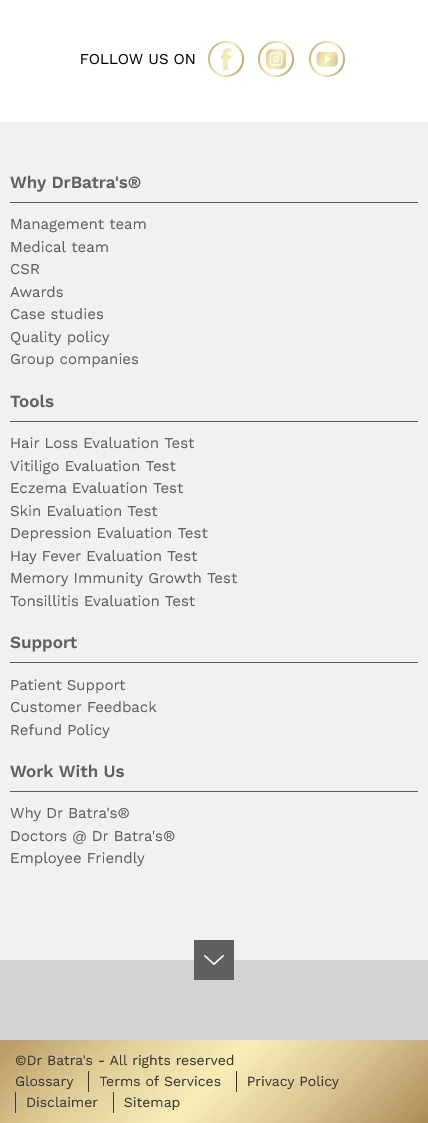 FOLLOW US ON
Why DrBatra's®
Management team
Medical team
CSR
Awards
Case studies
Quality policy
Group companies
Tools
Hair Loss Evaluation Test
Vitiligo Evaluation Test
Eczema Evaluation Test
Skin Evaluation Test
Depression Evaluation Test
Hay Fever Evaluation Test
Memory Immunity Growth Test
Tonsillitis Evaluation Test
Support
Patient Support
Customer Feedback
Refund Policy
Work With Us
Why Dr Batra's®
Doctors @ Dr Batra's®
Employee Friendly
©Dr Batra's - All rights reserved
Glossary | Terms of Services | Privacy Policy
| Disclaimer | Sitemap